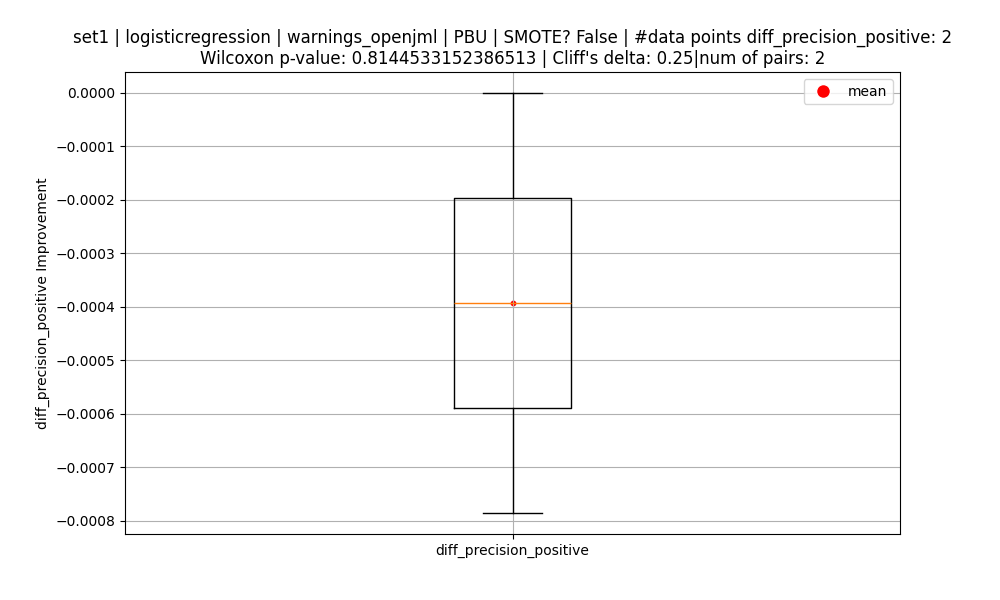 set1 | logisticregression | warnings_openjml | PBU | SMOTE? False | #data points diff_precision_positive: 2
Wilcoxon p-value: 0.8144533152386513 | Cliff's delta: 0.25|num of pairs: 2
mean
0.0000
−0.0001
−0.0002
−0.0003
−0.0004
−0.0005
−0.0006
−0.0007
−0.0008
diff_precision_positive Improvement
diff_precision_positive